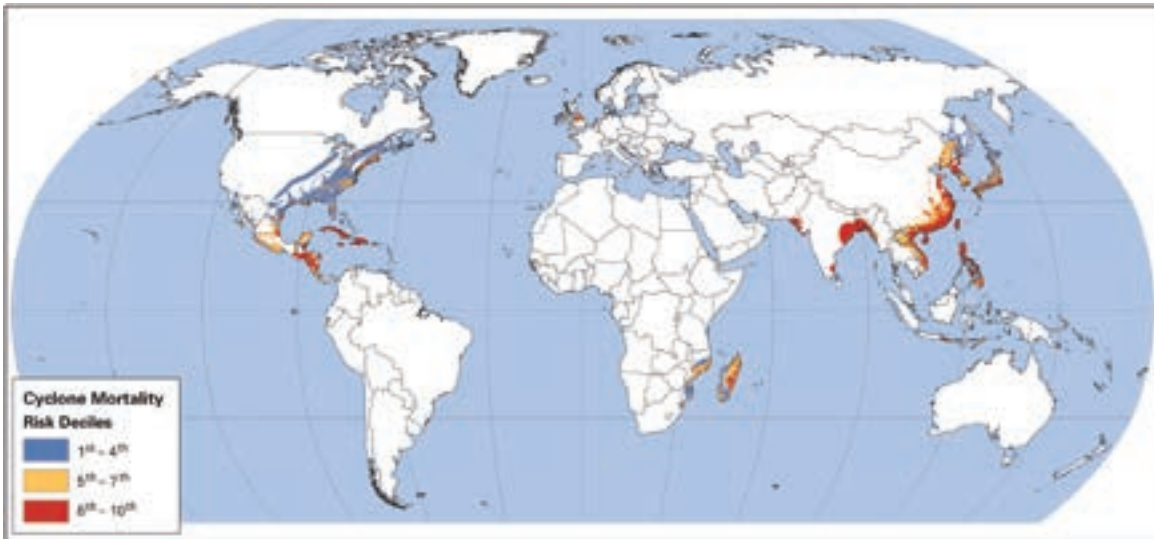 Cyclone Mortality
Risk Deciles
1st – 4th
5th – 7th
8th – 10th